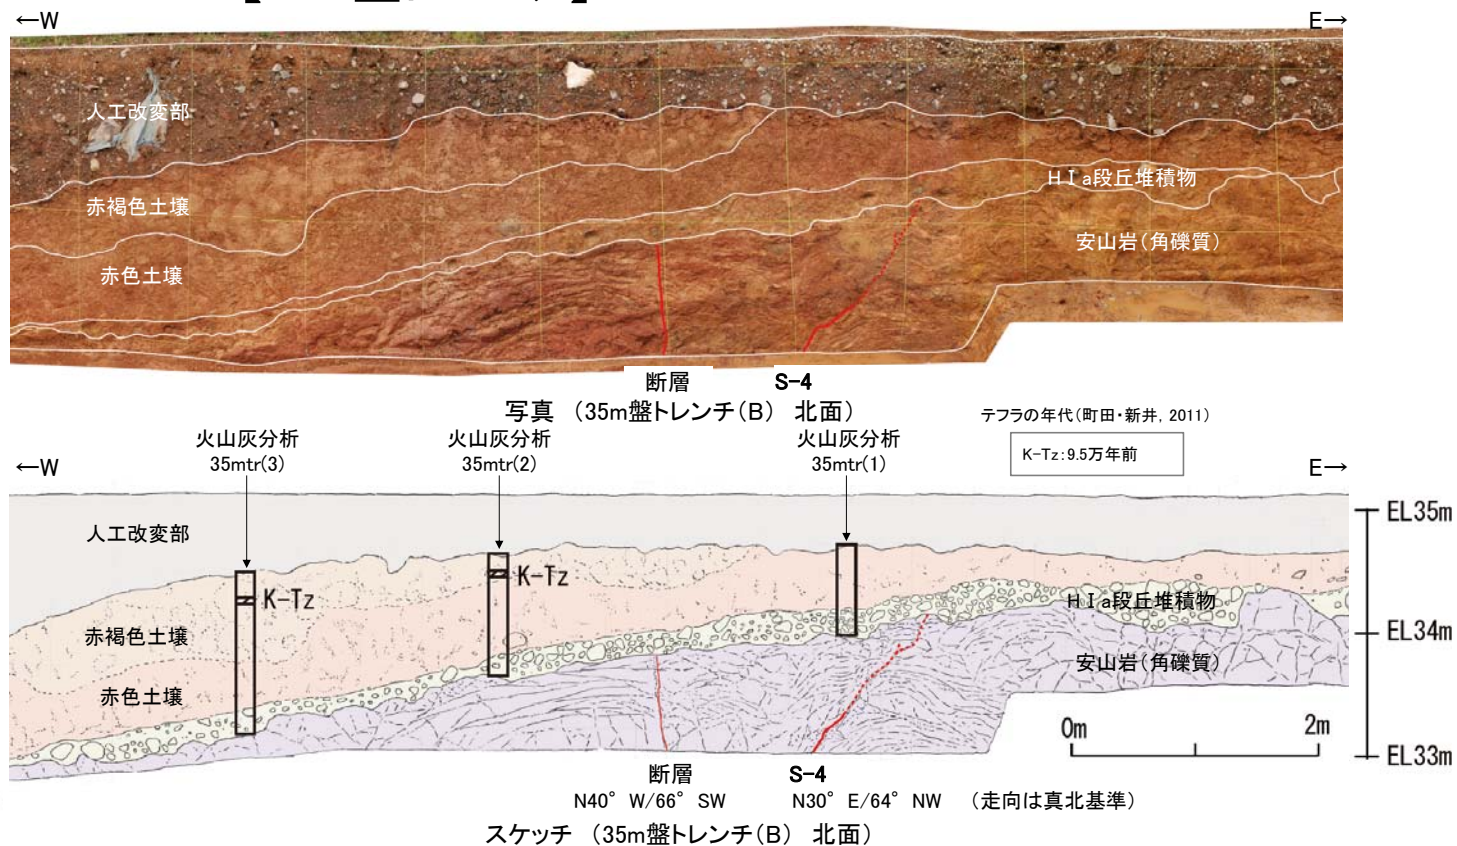 ←W
E→
人工改変部
赤褐色土壌
HⅠa段丘堆積物
安山岩（角礫質）
赤色土壌
断層
S-4
写真 （35m盤トレンチ（B） 北面）
テフラの年代（町田・新井，2011）
K-Tz：9.5万年前
火山灰分析
35mtr(3)
火山灰分析
35mtr(2)
火山灰分析
35mtr(1)
←W
E→
EL35m
人工改変部
K-Tz
K-Tz
HⅠa段丘堆積物
赤褐色土壌
EL34m
安山岩（角礫質）
赤色土壌
0m
2m
EL33m
断層
S-4
N40° W/66° SW
N30° E/64° NW
（走向は真北基準）
スケッチ （35m盤トレンチ（B） 北面）